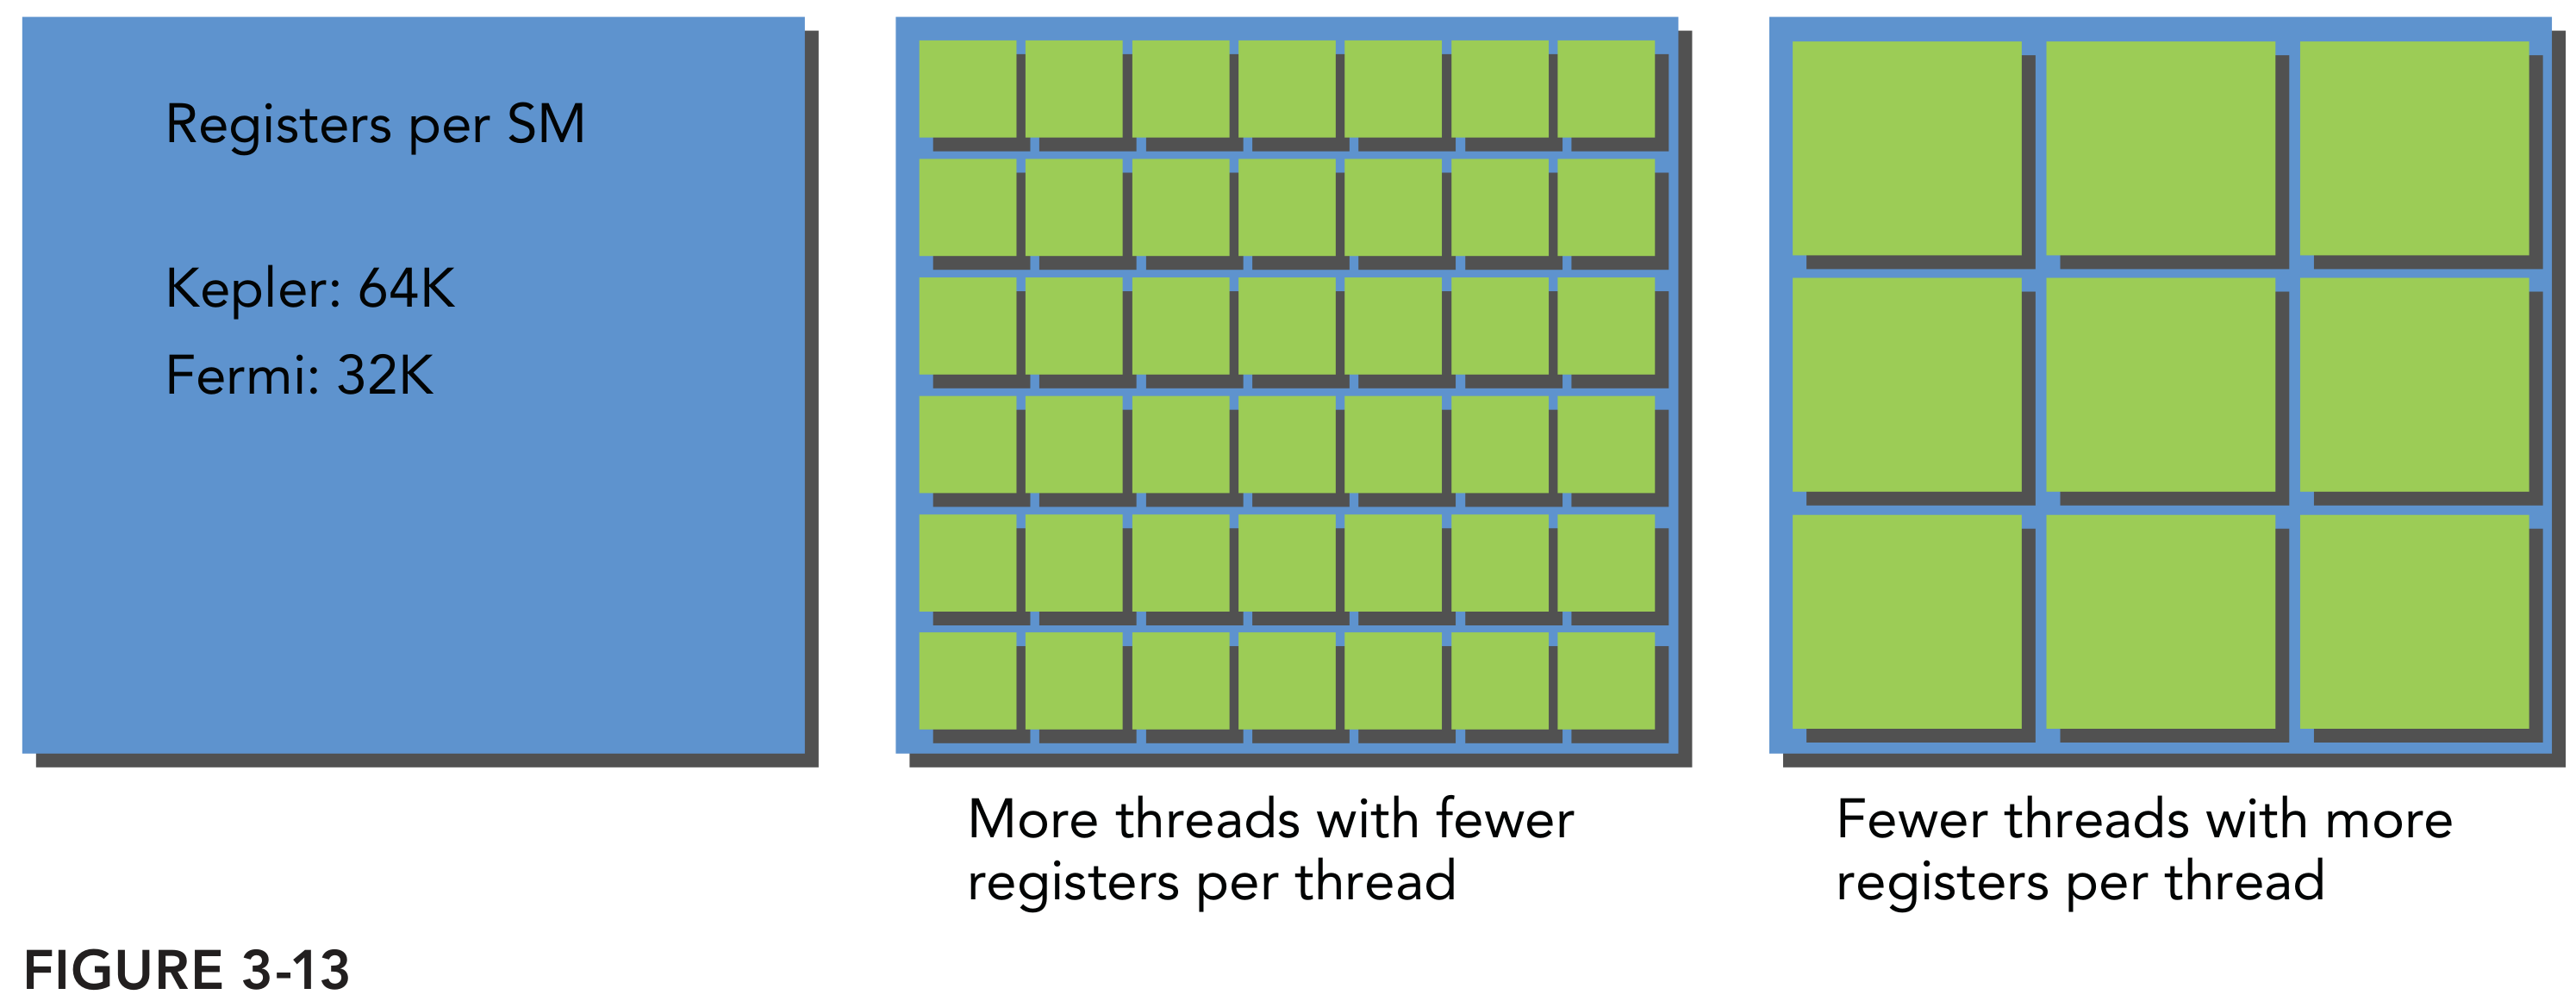 Registers per SM
Kepler: 64K
Fermi: 32K
More threads with fewer
registers per thread
Fewer threads with more
registers per thread
FIGURE 3-13